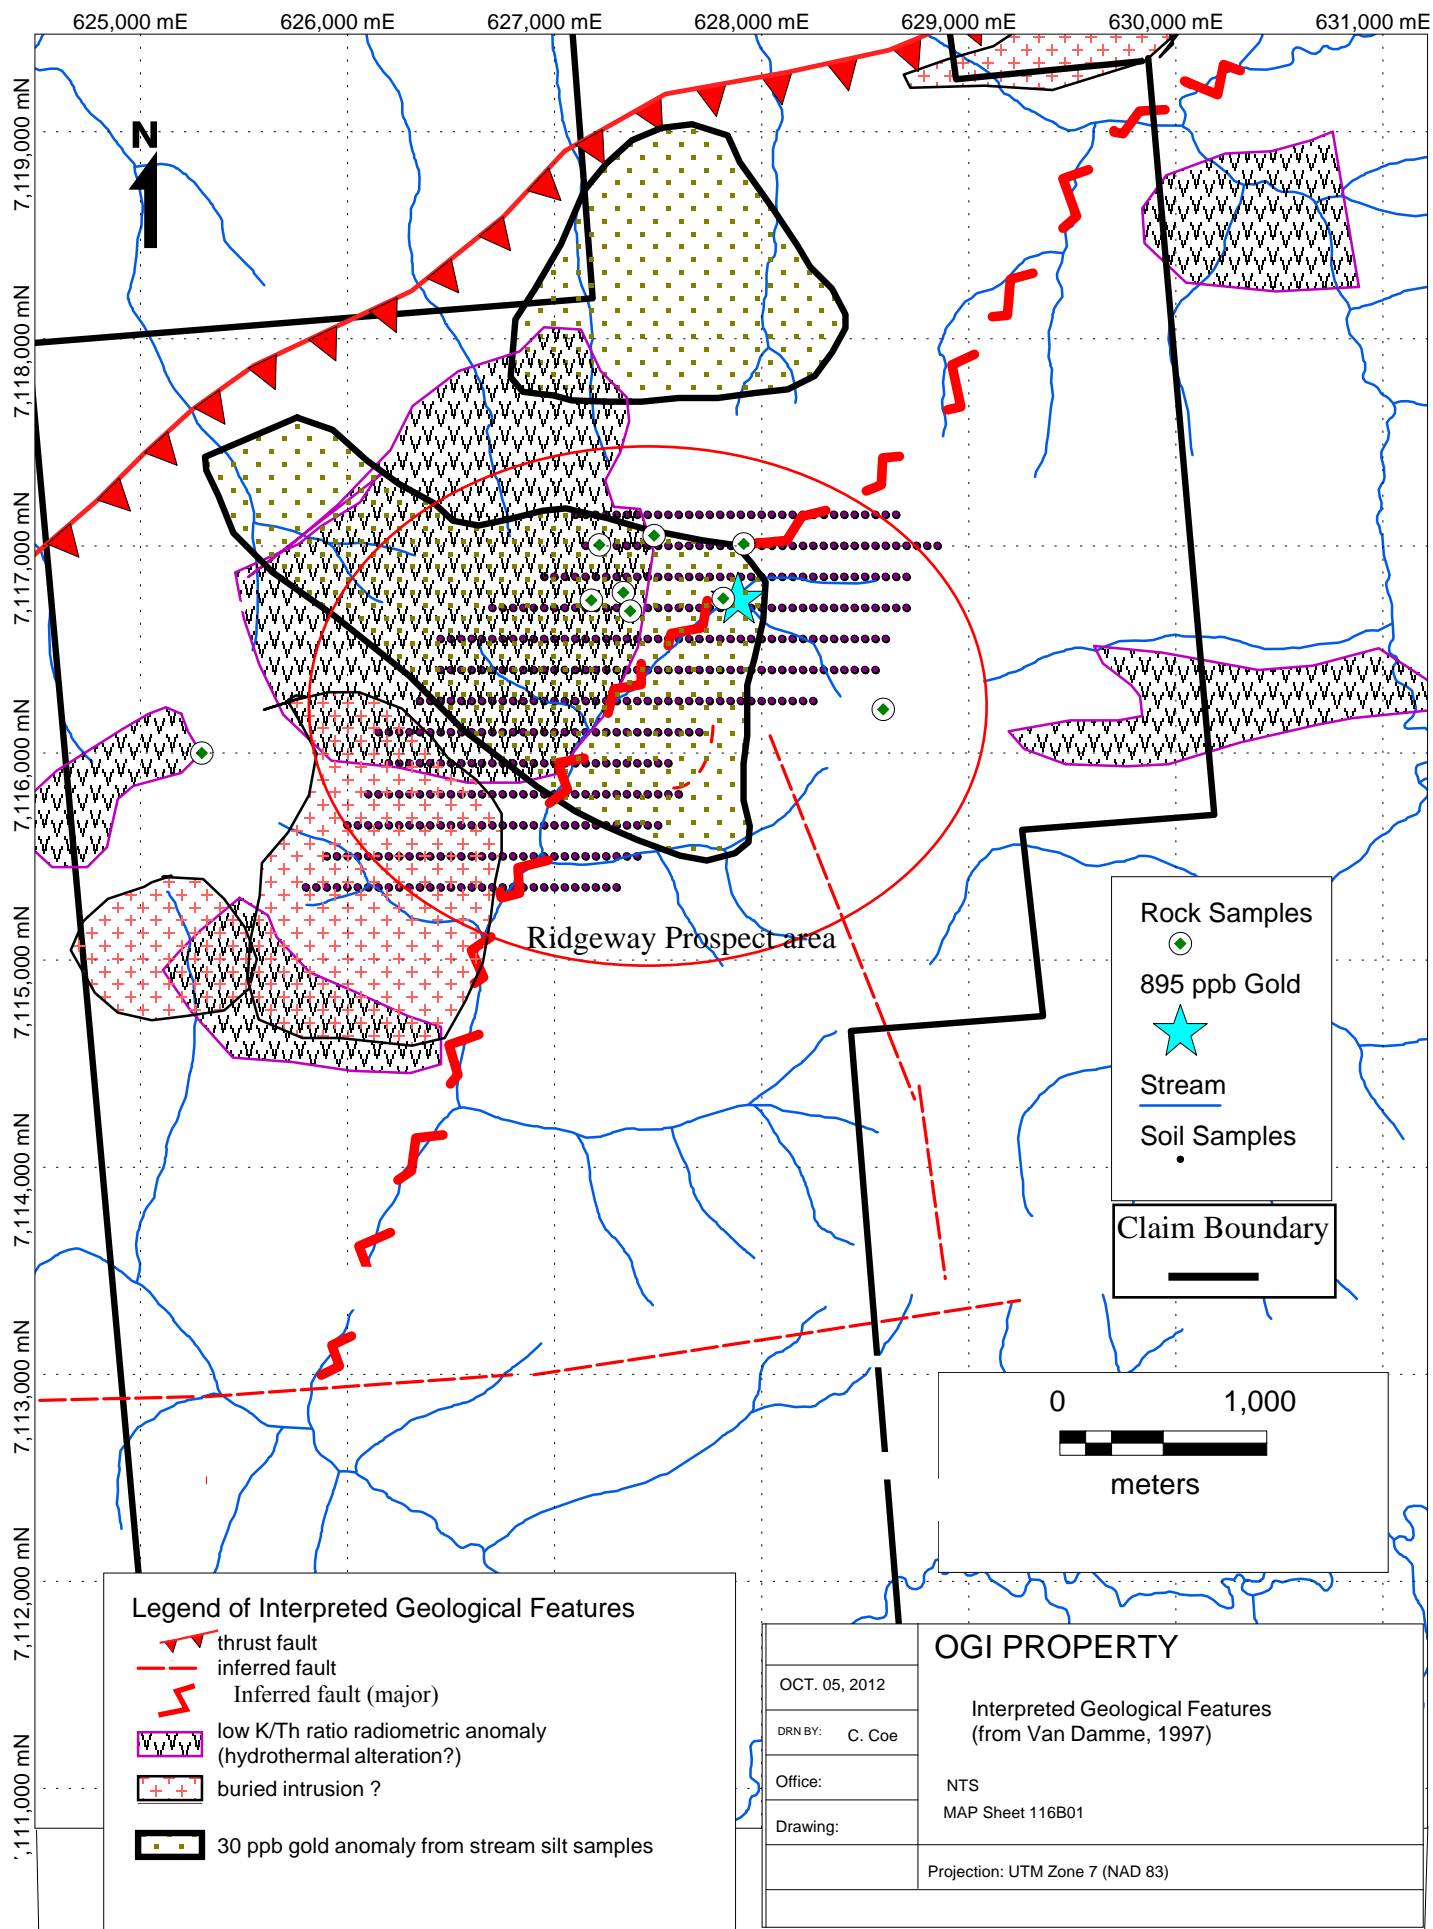 625,000 mE
626,000 mE
627,000 mE
628,000 mE
629,000 mE
630,000 mE
631,000 mE
7,119,000 mN
7,118,000 mN
7,117,000 mN
7,116,000 mN
7,115,000 mN
7,114,000 mN
7,113,000 mN
7,112,000 mN
,111,000 mN
N
Ridgeway Prospect area
Rock Samples
895 ppb Gold
Stream
Soil Samples
Claim Boundary
0 1,000
meters
Legend of Interpreted Geological Features
thrust fault
inferred fault
Inferred fault (major)
low K/Th ratio radiometric anomaly
(hydrothermal alteration?)
buried intrusion ?
30 ppb gold anomaly from stream silt samples
OGI PROPERTY
OCT. 05, 2012
Interpreted Geological Features
(from Van Damme, 1997)
DRN BY: C. Coe
Office:
NTS
MAP Sheet 116B01
Drawing:
Projection: UTM Zone 7 (NAD 83)